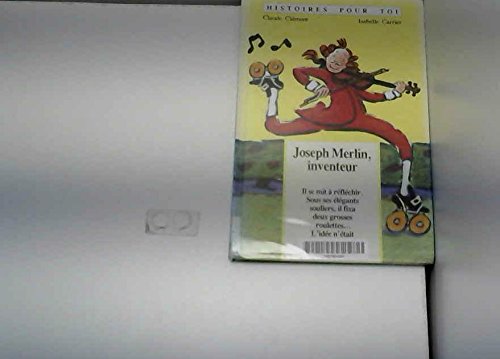 HISTOIRES POUR TOI
Claude Clément Isabelle Carrier
Joseph Merlin,
inventeur
Il se mit à réfléchir.
Sous ses élégants
souliers, il fixa
deux grosses
roulettes...
L'idée n'était